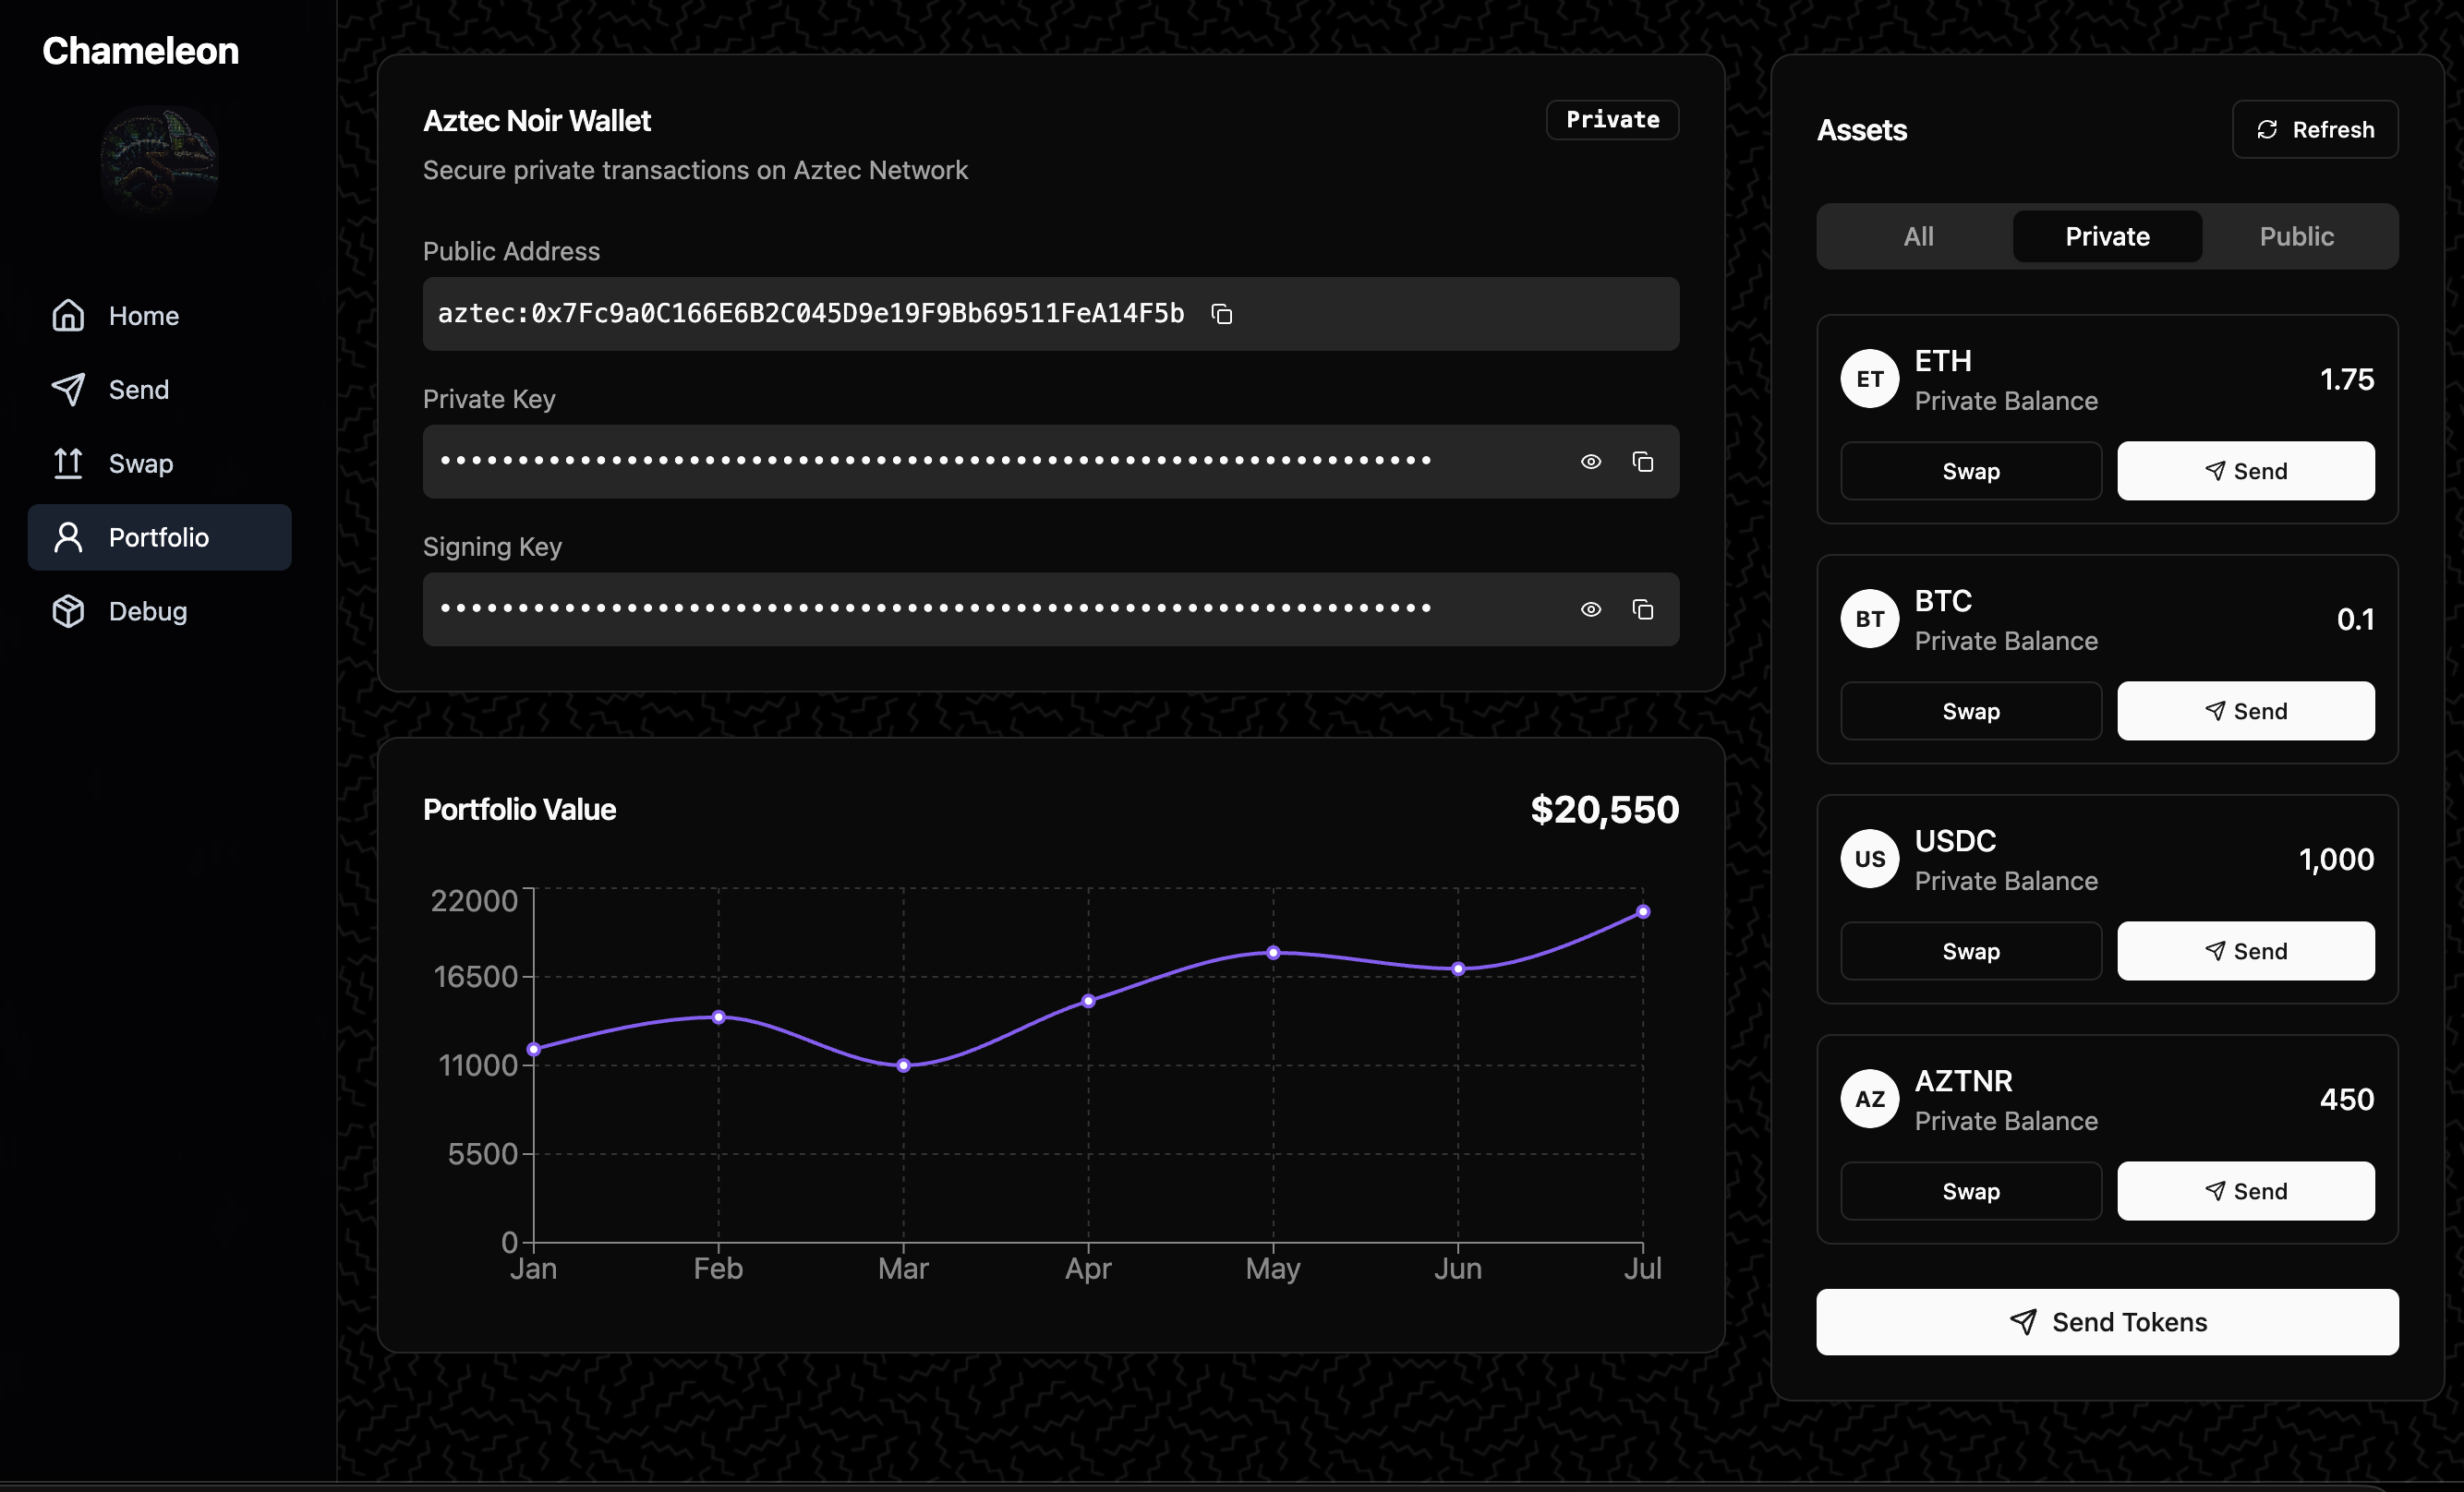 Chameleon
Home
Send
Swap
Portfolio
Debug
Aztec Noir Wallet
Private
Secure private transactions on Aztec Network
Public Address
aztec:0x7Fc9a0C166E6B2C045D9e19F9Bb69511FeA14F5b
Private Key
••••••••••••••••••••••••••••••••••••••••••••••••••••••••••••••••
Signing Key
••••••••••••••••••••••••••••••••••••••••••••••••••••••••••••••••
Portfolio Value
$20,550
22000
16500
11000
5500
0
Jan Feb Mar Apr May Jun Jul
Assets
Refresh
All Private Public
ET
ETH
Private Balance
1.75
Swap Send
BT
BTC
Private Balance
0.1
Swap Send
US
USDC
Private Balance
1,000
Swap Send
AZ
AZTNR
Private Balance
450
Swap Send
Send Tokens